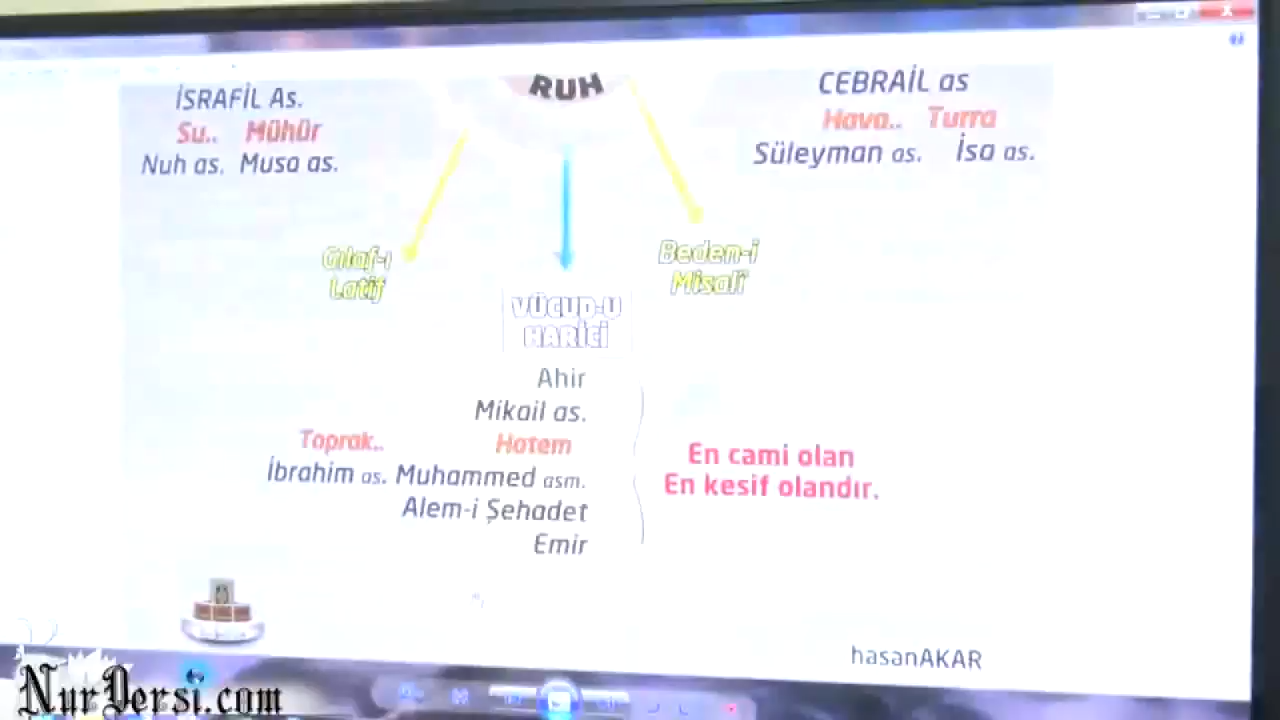 RUH
İSRAFİL As.
Su.. Mühür
Nuh as. Musa as.
CEBRAİL as
Hava.. Turra
Süleyman as. İsa as.
Gılaf-ı
Latif
Beden-i
Misalî
VÜCUD-U
HARİCİ
Ahir
Mikail as.
Toprak.. Hatem
İbrahim as. Muhammed asm.
Alem-i Şehadet
Emir
En cami olan
En kesif olandır.
hasanAKAR
NurDersi.com